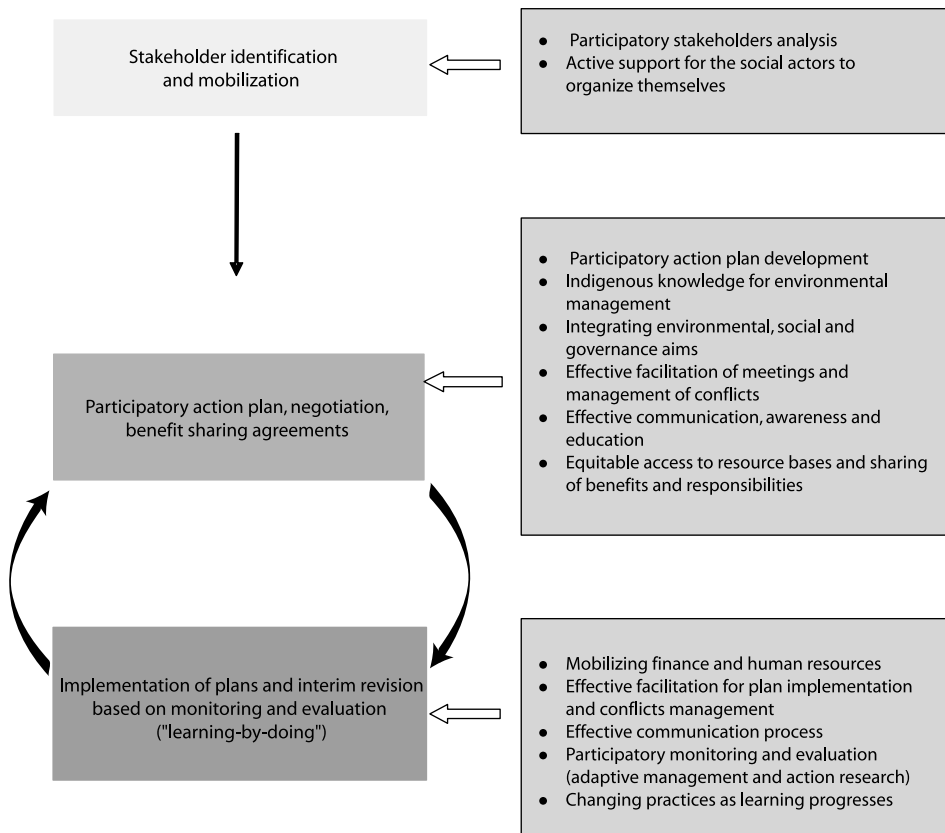 Stakeholder identification
and mobilization
● Participatory stakeholders analysis
● Active support for the social actors to
organize themselves
Participatory action plan, negotiation,
benefit sharing agreements
● Participatory action plan development
● Indigenous knowledge for environmental
management
● Integrating environmental, social and
governance aims
● Effective facilitation of meetings and
management of conflicts
● Effective communication, awareness and
education
● Equitable access to resource bases and sharing
of benefits and responsibilities
Implementation of plans and interim revision
based on monitoring and evaluation
("learning-by-doing")
● Mobilizing finance and human resources
● Effective facilitation for plan implementation
and conflicts management
● Effective communication process
● Participatory monitoring and evaluation
(adaptive management and action research)
● Changing practices as learning progresses